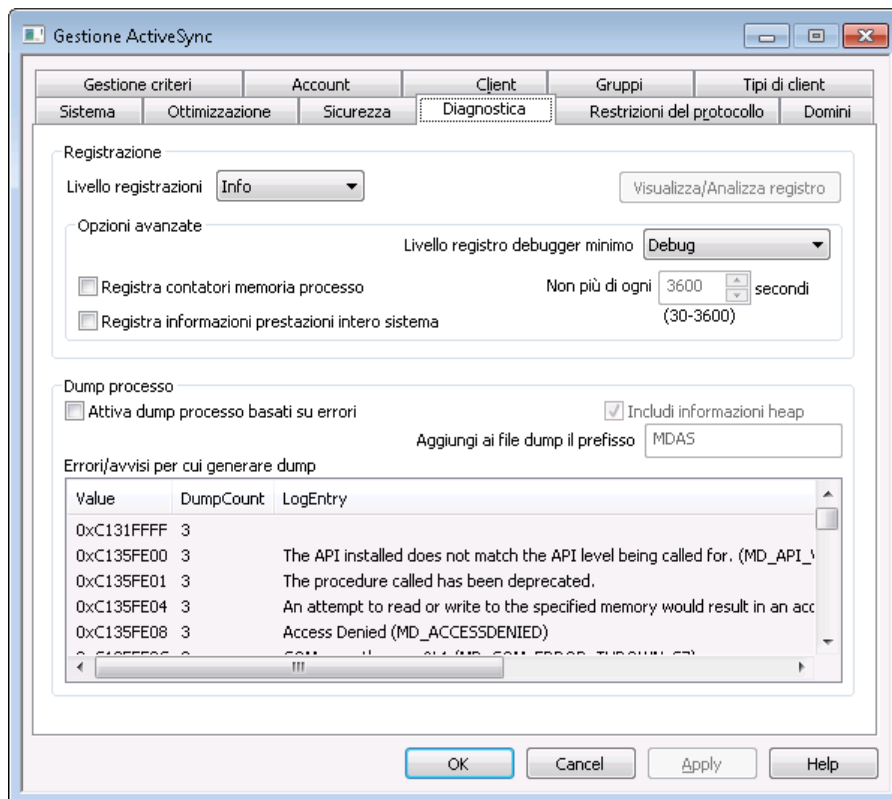 Gestione ActiveSync
Gestione criteri Account Client Gruppi Tipi di client
Sistema Ottimizzazione Sicurezza Diagnostica Restrizioni del protocollo Domini
Registrazione
Livello registrazioni Info Visualizza/Analizza registro
Opzioni avanzate
Livello registro debugger minimo Debug
Registra contatori memoria processo Non più di ogni 3600 secondi
Registra informazioni prestazioni intero sistema (30-3600)
Dump processo
Attiva dump processo basati su errori Includi informazioni heap
Aggiungi ai file dump il prefisso MDAS
Errori/avvisi per cui generare dump
Value DumpCount LogEntry
0xC131FFFF 3
0xC135FE00 3 The API installed does not match the API level being called for. (MD_API_
0xC135FE01 3 The procedure called has been deprecated.
0xC135FE04 3 An attempt to read or write to the specified memory would result in an acc
0xC135FE08 3 Access Denied (MD_ACCESSDENIED)
OK Cancel Apply Help